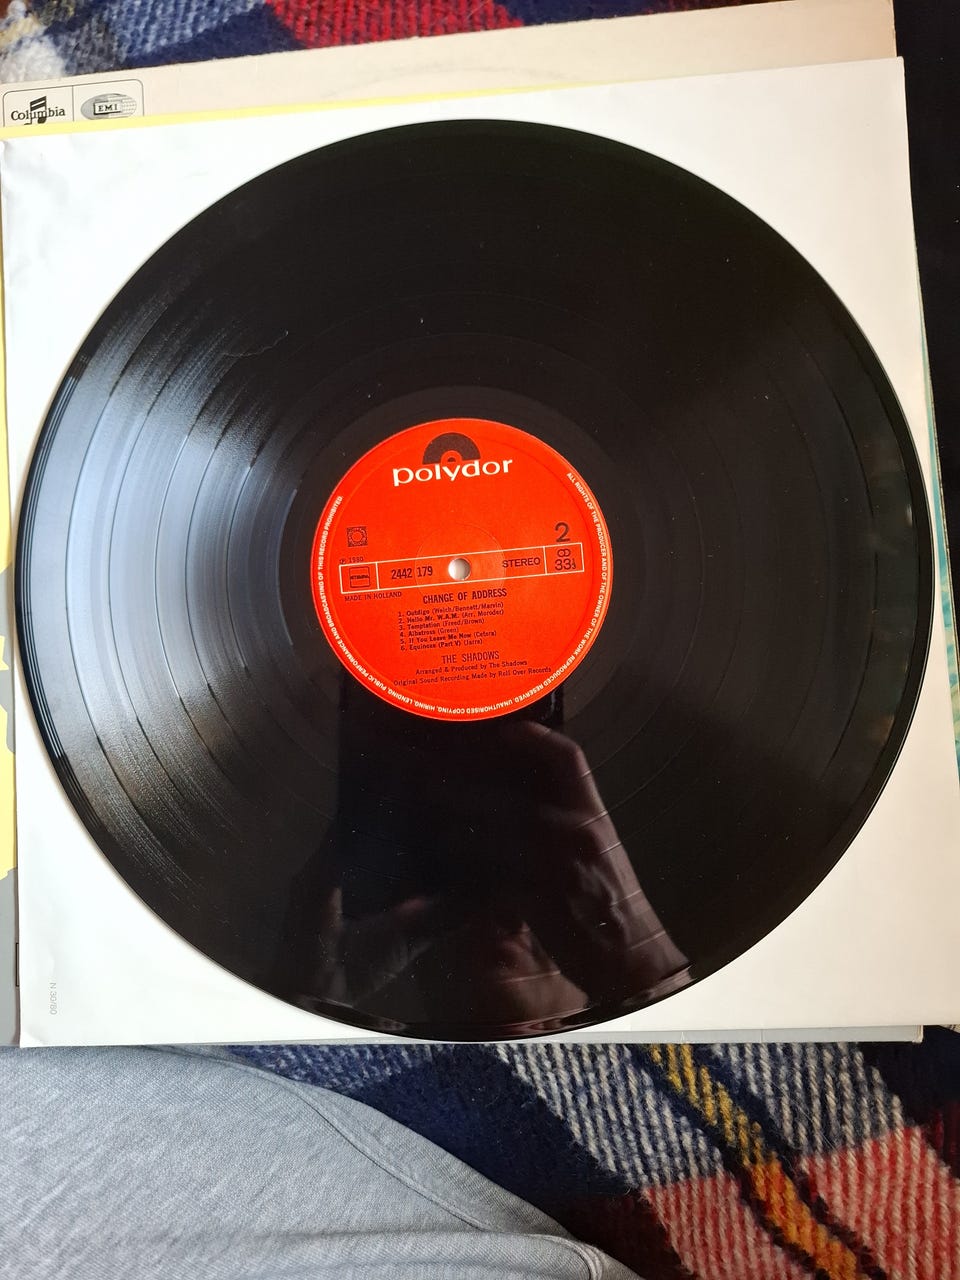 Columbia
EMI
polydor
2
℗ 1980
STEREO
33⅓
2442 179
MADE IN HOLLAND
CHANGE OF ADDRESS
1. Outdigo (Welch/Bennett/Marvin)
2. Hello Mr. W.A.M. (Arr. Moroder)
3. Temptation (Freed/Brown)
4. Albatross (Green)
5. If You Leave Me Now (Cetera)
6. Equinoxe (Part V) (Jarre)
THE SHADOWS
Arranged & Produced by The Shadows
Original Sound Recording Made by Roll Over Records
ALL RIGHTS OF THE PRODUCER AND OF THE OWNER OF THE WORK REPRODUCED RESERVED. UNAUTHORISED COPYING, HIRING, LENDING, PUBLIC PERFORMANCE AND BROADCASTING OF THIS RECORD PROHIBITED.
N 30/80